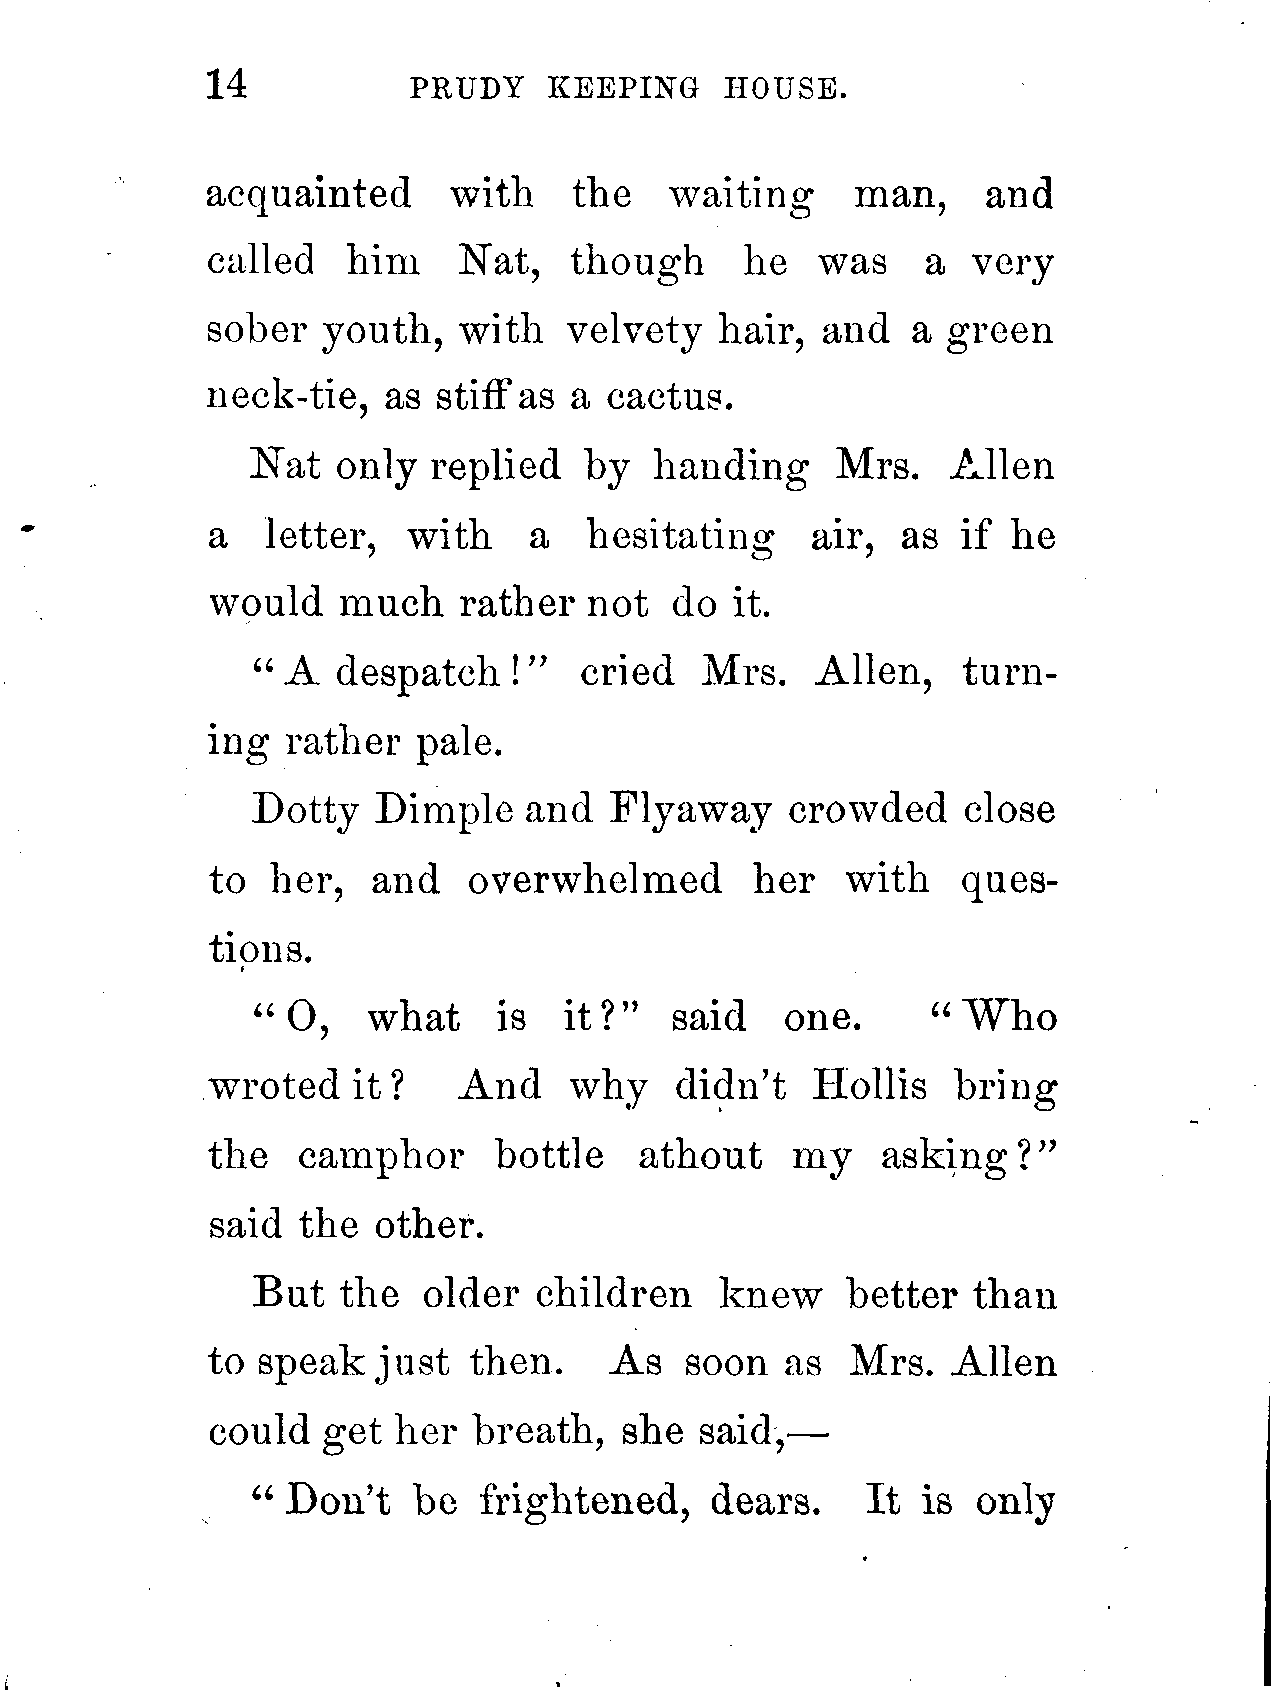 14 PRUDY KEEPING HOUSE.
acquainted with the waiting man, and
called him Nat, though he was a very
sober youth, with velvety hair, and a green
neck-tie, as stiff as a cactus.
Nat only replied by handing Mrs. Allen
a letter, with a hesitating air, as if he
would much rather not do it.
“A despatch!” cried Mrs. Allen, turn-
ing rather pale.
Dotty Dimple and Flyaway crowded close
to her, and overwhelmed her with ques-
tions.
“O, what is it?” said one. “Who
wroted it? And why didn’t Hollis bring
the camphor bottle athout my asking?”
said the other.
But the older children knew better than
to speak just then. As soon as Mrs. Allen
could get her breath, she said,—
“Don’t be frightened, dears. It is only